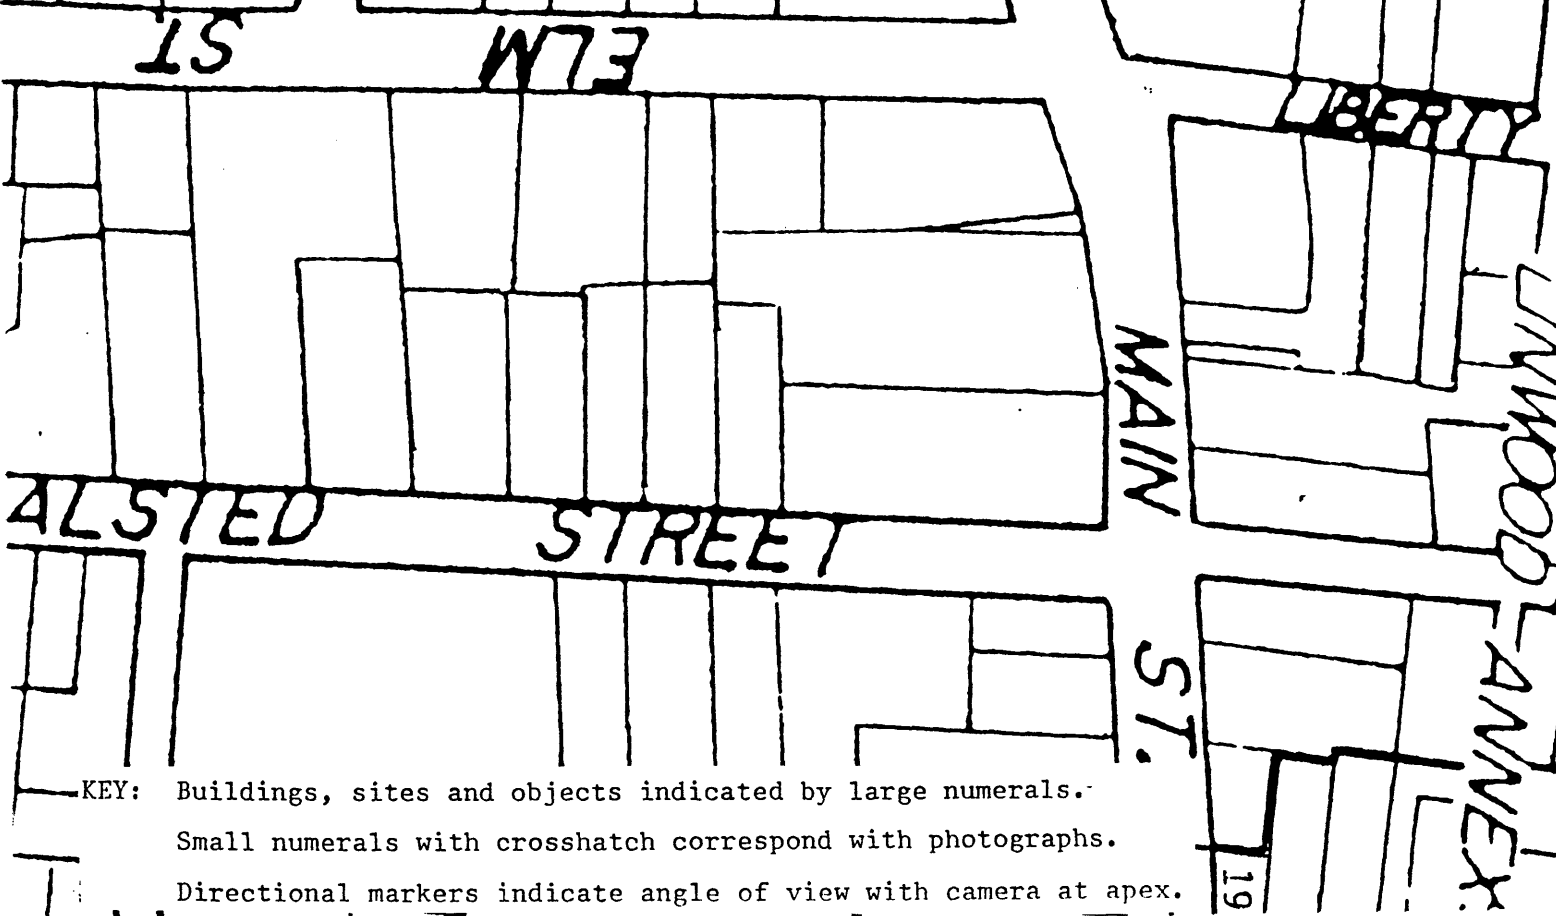 ELM ST
LIBERTY
MAIN ST.
LINWOOD ANNEX.
ALSTED STREET
KEY: Buildings, sites and objects indicated by large numerals.
Small numerals with crosshatch correspond with photographs.
Directional markers indicate angle of view with camera at apex.
19